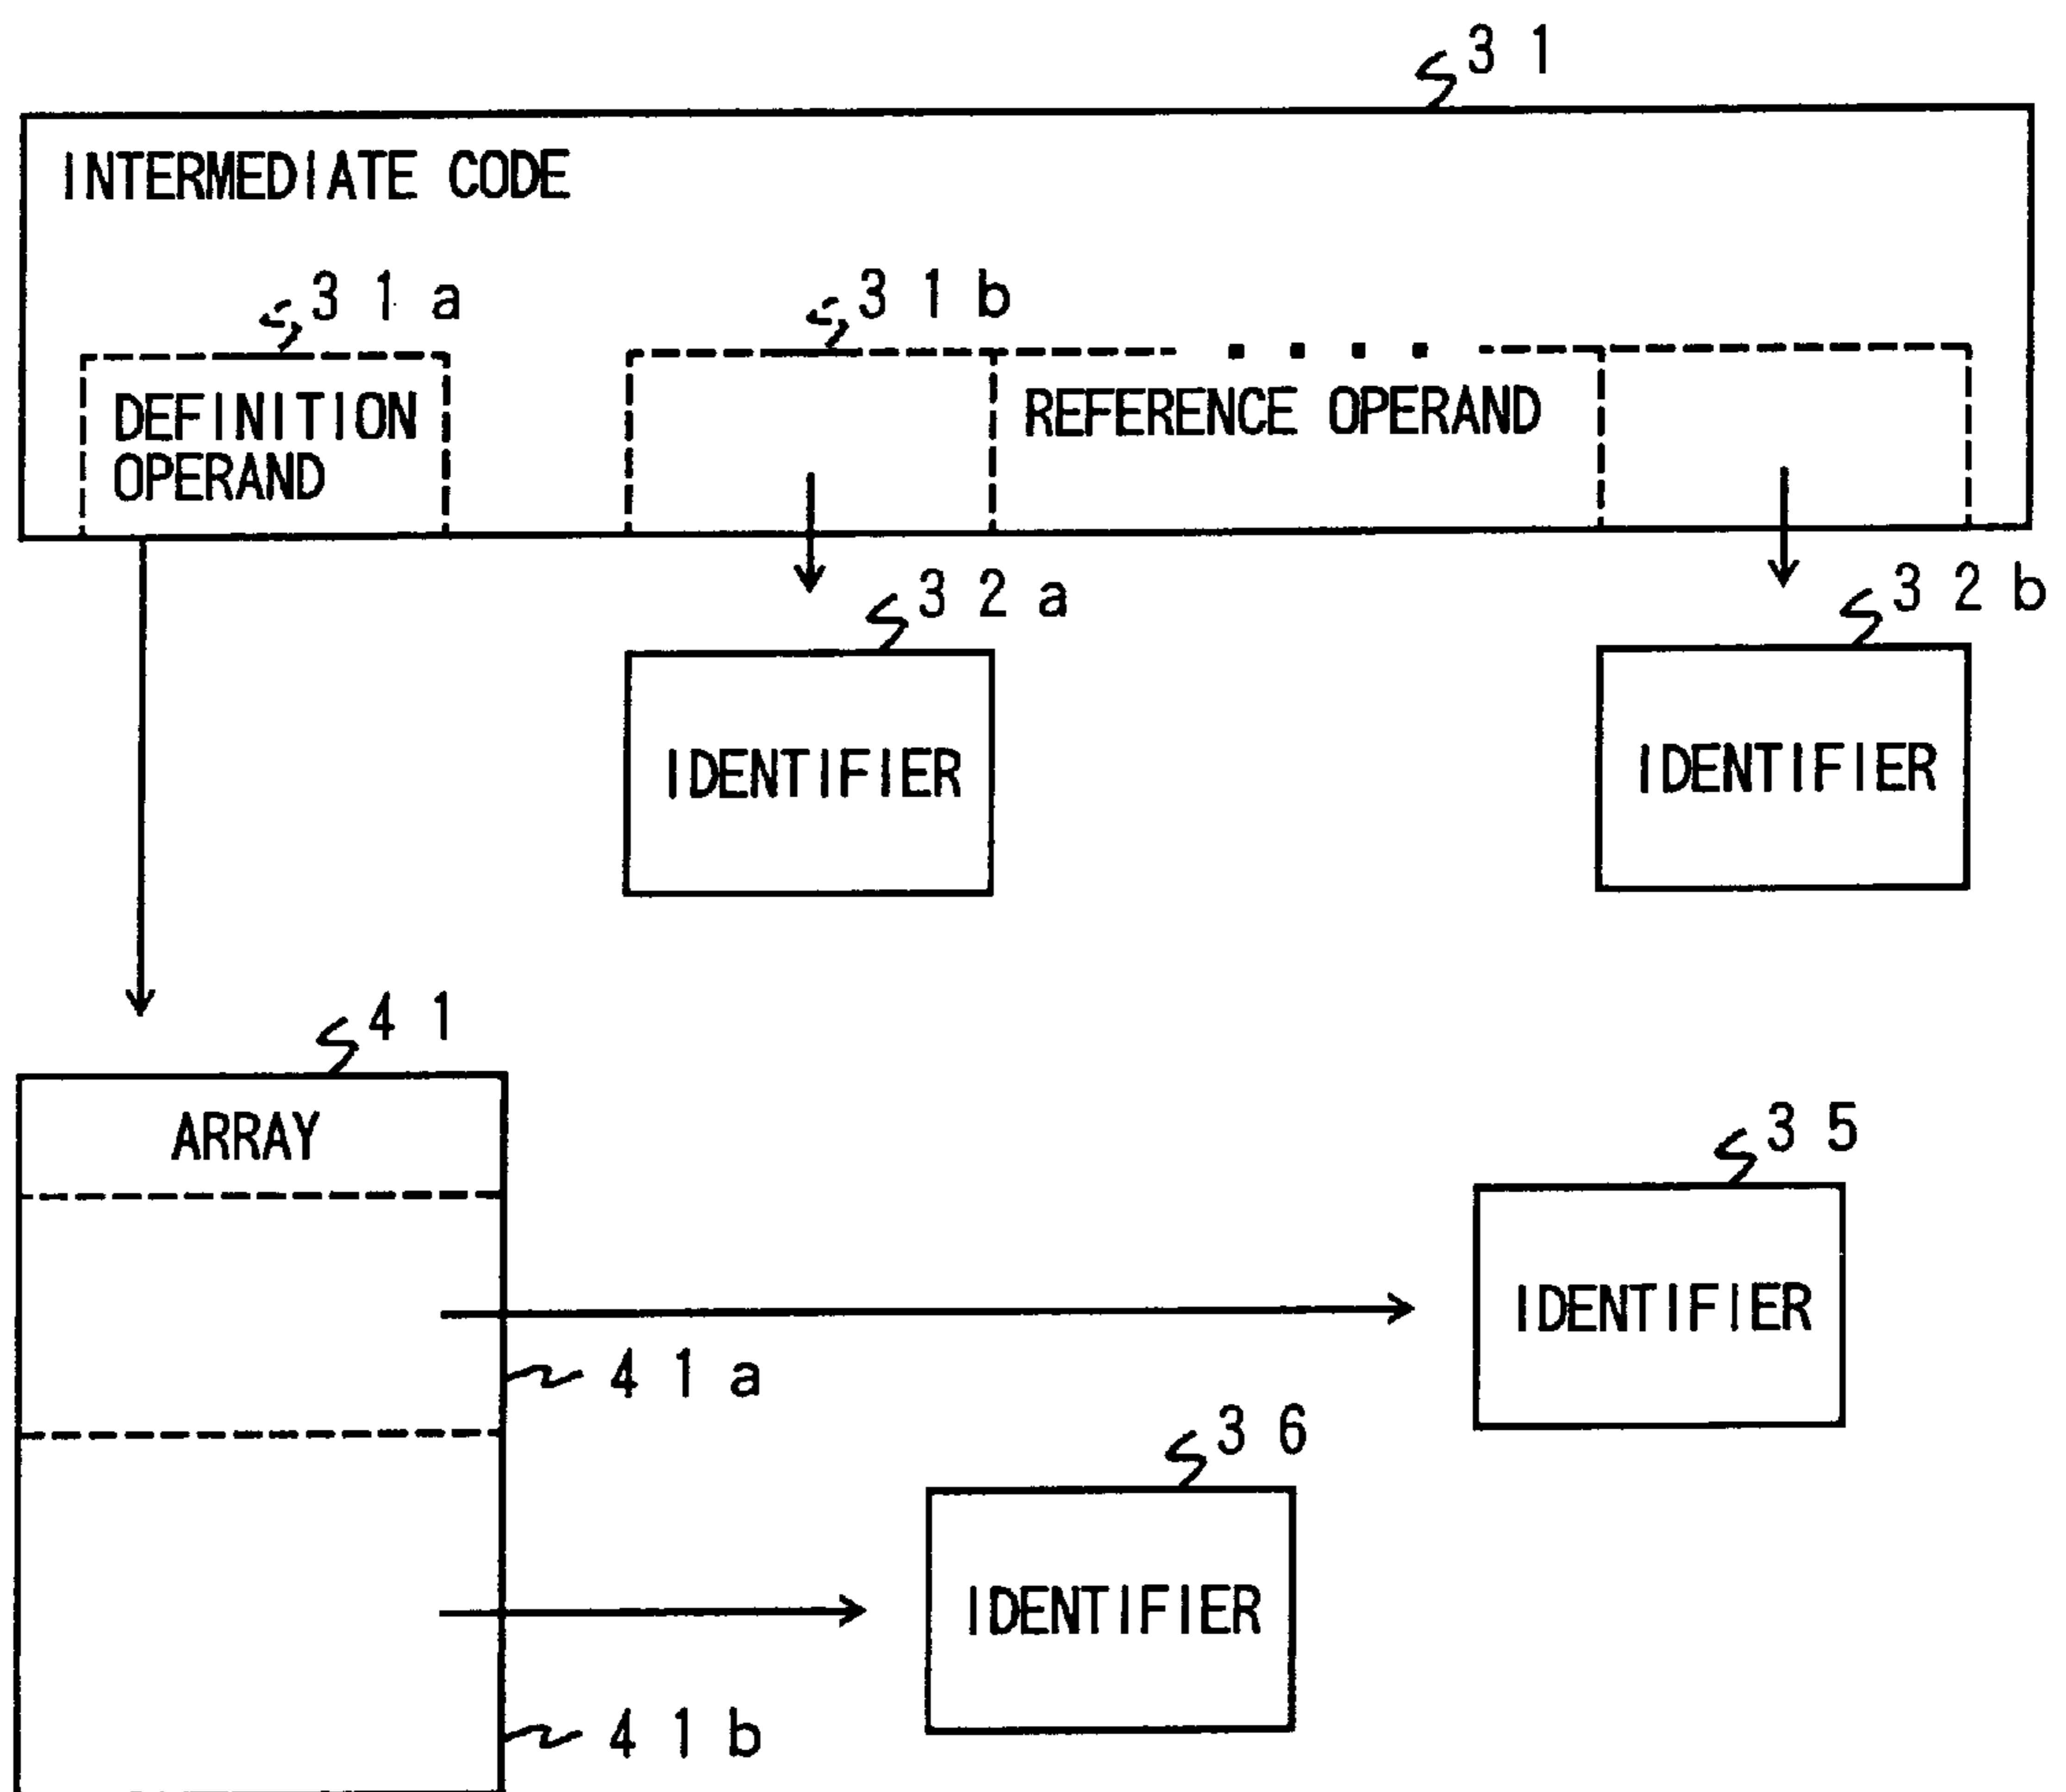 31
INTERMEDIATE CODE
31a
31b
DEFINITION
OPERAND
REFERENCE OPERAND
32a
32b
IDENTIFIER
IDENTIFIER
41
ARRAY
35
IDENTIFIER
41a
36
IDENTIFIER
41b